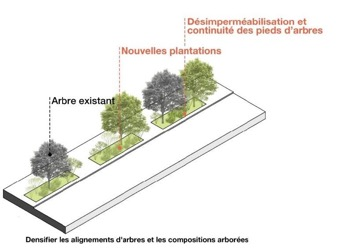 Désimperméabilisation et
continuité des pieds d'arbres
Nouvelles plantations
Arbre existant
Densifier les alignements d'arbres et les compositions arborées